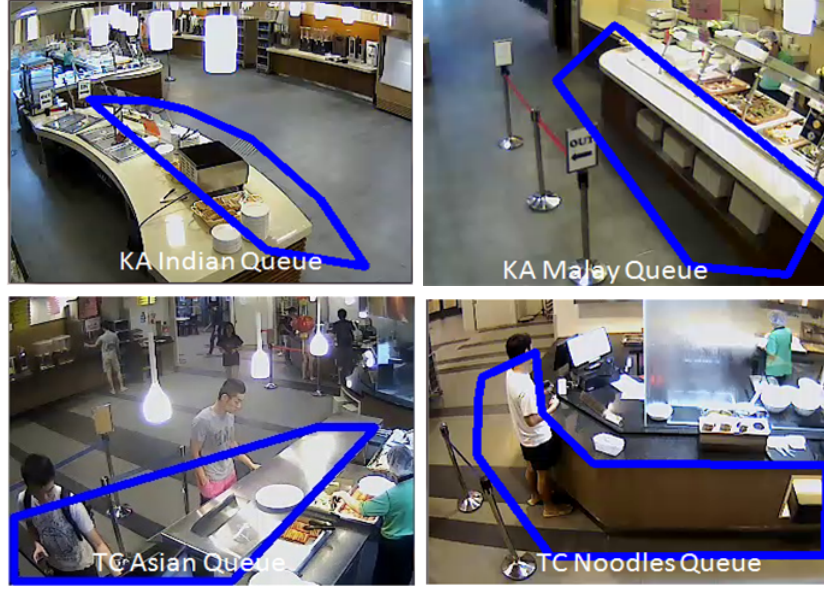 KA Indian Queue
OUT
KA Malay Queue
TC Asian Queue
TC Noodles Queue